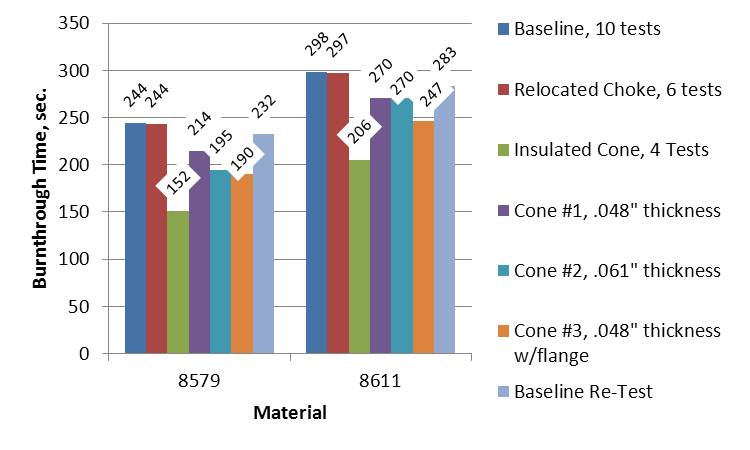 350
300
250
200
150
100
50
0
Burnthrough Time, sec.
244
244
152
214
195
190
232
298
297
206
270
270
247
283
8579
8611
Material
Baseline, 10 tests
Relocated Choke, 6 tests
Insulated Cone, 4 Tests
Cone #1, .048" thickness
Cone #2, .061" thickness
Cone #3, .048" thickness
w/flange
Baseline Re-Test